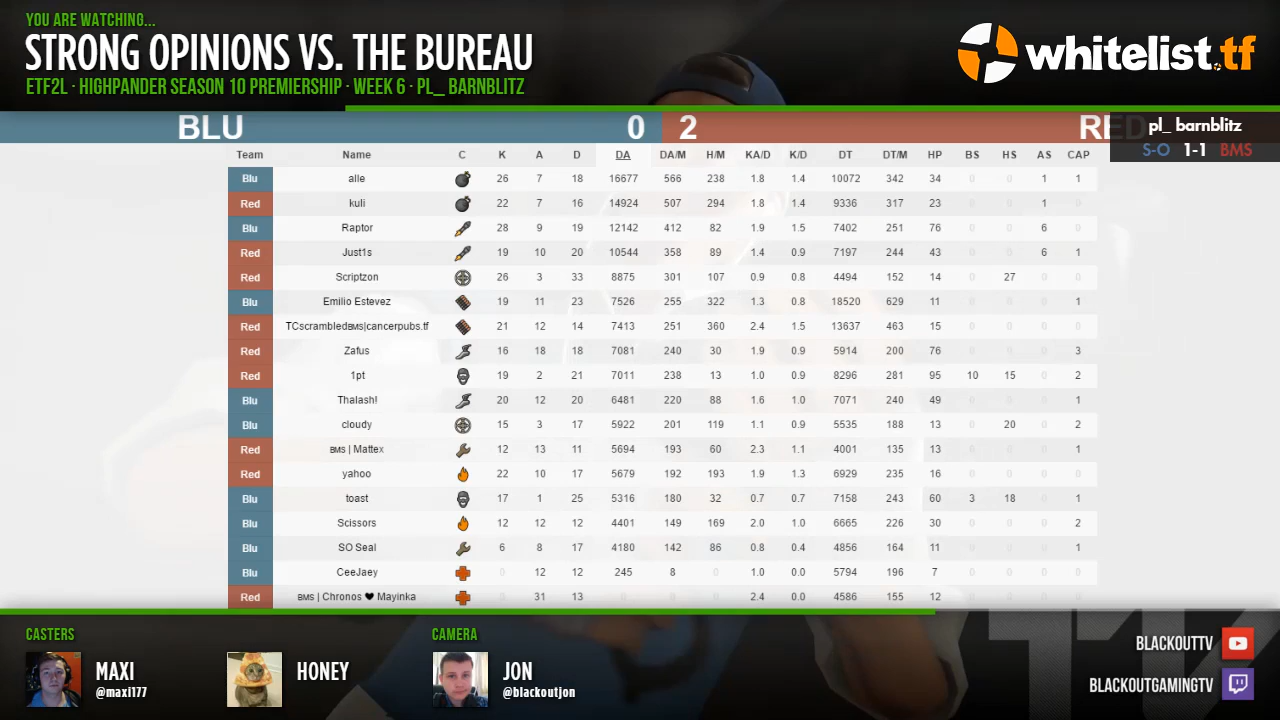 YOU ARE WATCHING...
STRONG OPINIONS VS. THE BUREAU
ETF2L · HIGHPANDER SEASON 10 PREMIERSHIP · WEEK 6 · PL_ BARNBLITZ
whitelist.tf
BLU 0 2 RED
pl_ barnblitz
S-O 1-1 BMS
Team Name C K A D DA DA/M H/M KA/D K/D DT DT/M HP BS HS AS CAP
Blu alle 26 7 18 16677 566 238 1.8 1.4 10072 342 34 0 0 1 1
Red kuli 22 7 16 14924 507 294 1.8 1.4 9336 317 23 0 0 1 0
Blu Raptor 28 9 19 12142 412 82 1.9 1.5 7402 251 76 0 0 6 0
Red Just1s 19 10 20 10544 358 89 1.4 0.9 7197 244 43 0 0 6 1
Red Scriptzon 26 3 33 8875 301 107 0.9 0.8 4494 152 14 0 27 0 0
Blu Emilio Estevez 19 11 23 7526 255 322 1.3 0.8 18520 629 11 0 0 0 1
Red TCscrambledBMS|cancerpubs.tf 21 12 14 7413 251 360 2.4 1.5 13637 463 15 0 0 0 0
Red Zafus 16 18 18 7081 240 30 1.9 0.9 5914 200 76 0 0 0 3
Red 1pt 19 2 21 7011 238 13 1.0 0.9 8296 281 95 10 15 0 2
Blu Thalash! 20 12 20 6481 220 88 1.6 1.0 7071 240 49 0 0 0 1
Blu cloudy 15 3 17 5922 201 119 1.1 0.9 5535 188 13 0 20 0 2
Red BMS | Mattex 12 13 11 5694 193 60 2.3 1.1 4001 135 13 0 0 0 1
Red yahoo 22 10 17 5679 192 193 1.9 1.3 6929 235 16 0 0 0 0
Blu toast 17 1 25 5316 180 32 0.7 0.7 7158 243 60 3 18 0 1
Blu Scissors 12 12 12 4401 149 169 2.0 1.0 6665 226 30 0 0 0 2
Blu SO Seal 6 8 17 4180 142 86 0.8 0.4 4856 164 11 0 0 0 1
Blu CeeJaey 0 12 12 245 8 0 1.0 0.0 5794 196 7 0 0 0 0
Red BMS | Chronos ♥ Mayinka 0 31 13 0 0 0 2.4 0.0 4586 155 12 0 0 0 0
CASTERS
MAXI
@maxi177
HONEY
CAMERA
JON
@blackoutjon
BLACKOUTTV
BLACKOUTGAMINGTV